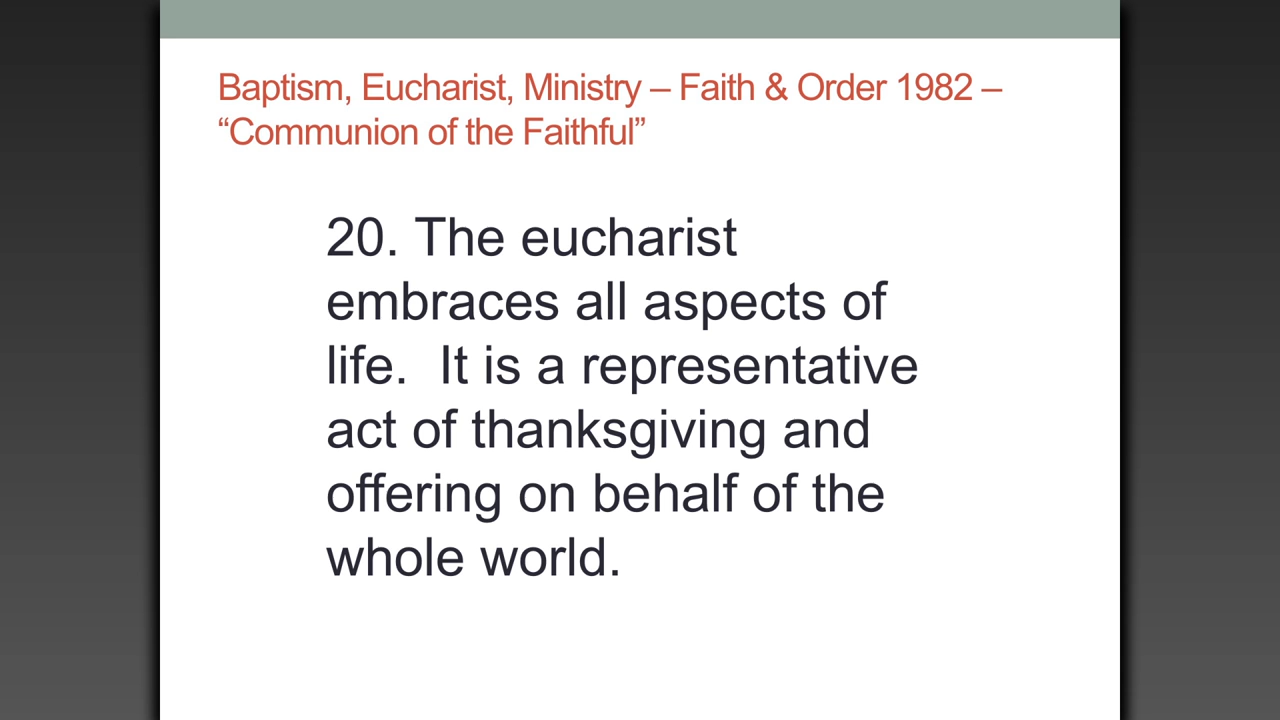 Baptism, Eucharist, Ministry – Faith & Order 1982 –
“Communion of the Faithful”
20. The eucharist
embraces all aspects of
life.  It is a representative
act of thanksgiving and
offering on behalf of the
whole world.